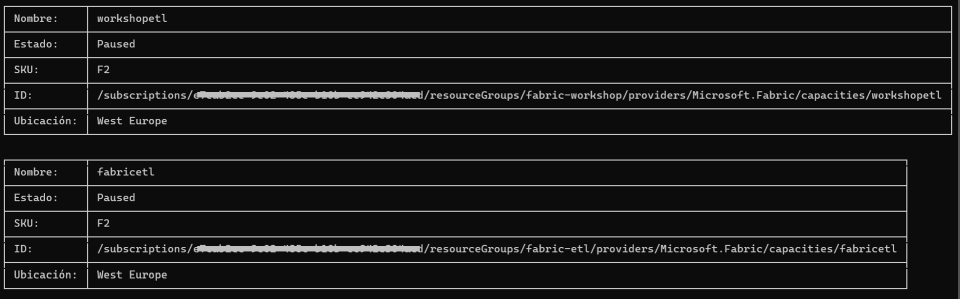 Nombre: workshopetl
Estado: Paused
SKU: F2
ID: /subscriptions/e d/resourceGroups/fabric-workshop/providers/Microsoft.Fabric/capacities/workshopetl
Ubicación: West Europe
Nombre: fabricetl
Estado: Paused
SKU: F2
ID: /subscriptions/e d/resourceGroups/fabric-etl/providers/Microsoft.Fabric/capacities/fabricetl
Ubicación: West Europe